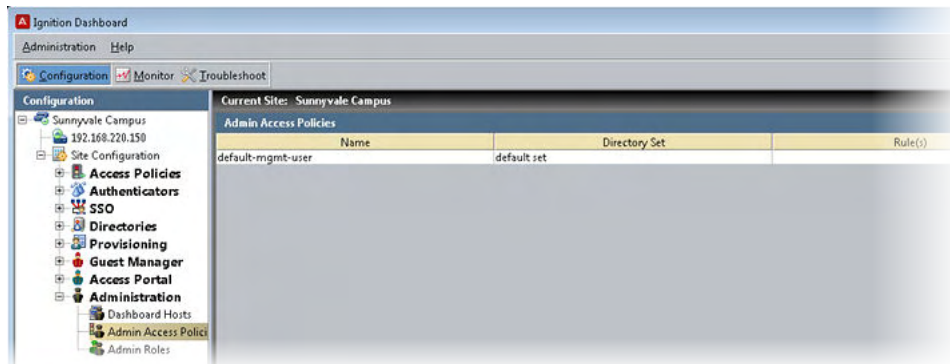 Ignition Dashboard
Administration Help
Configuration Monitor Troubleshoot
Configuration
Current Site: Sunnyvale Campus
Sunnyvale Campus
192.168.220.150
Site Configuration
Access Policies
Authenticators
SSO
Directories
Provisioning
Guest Manager
Access Portal
Administration
Dashboard Hosts
Admin Access Polici
Admin Roles
Admin Access Policies
Name Directory Set Rule(s)
default-mgmt-user default set